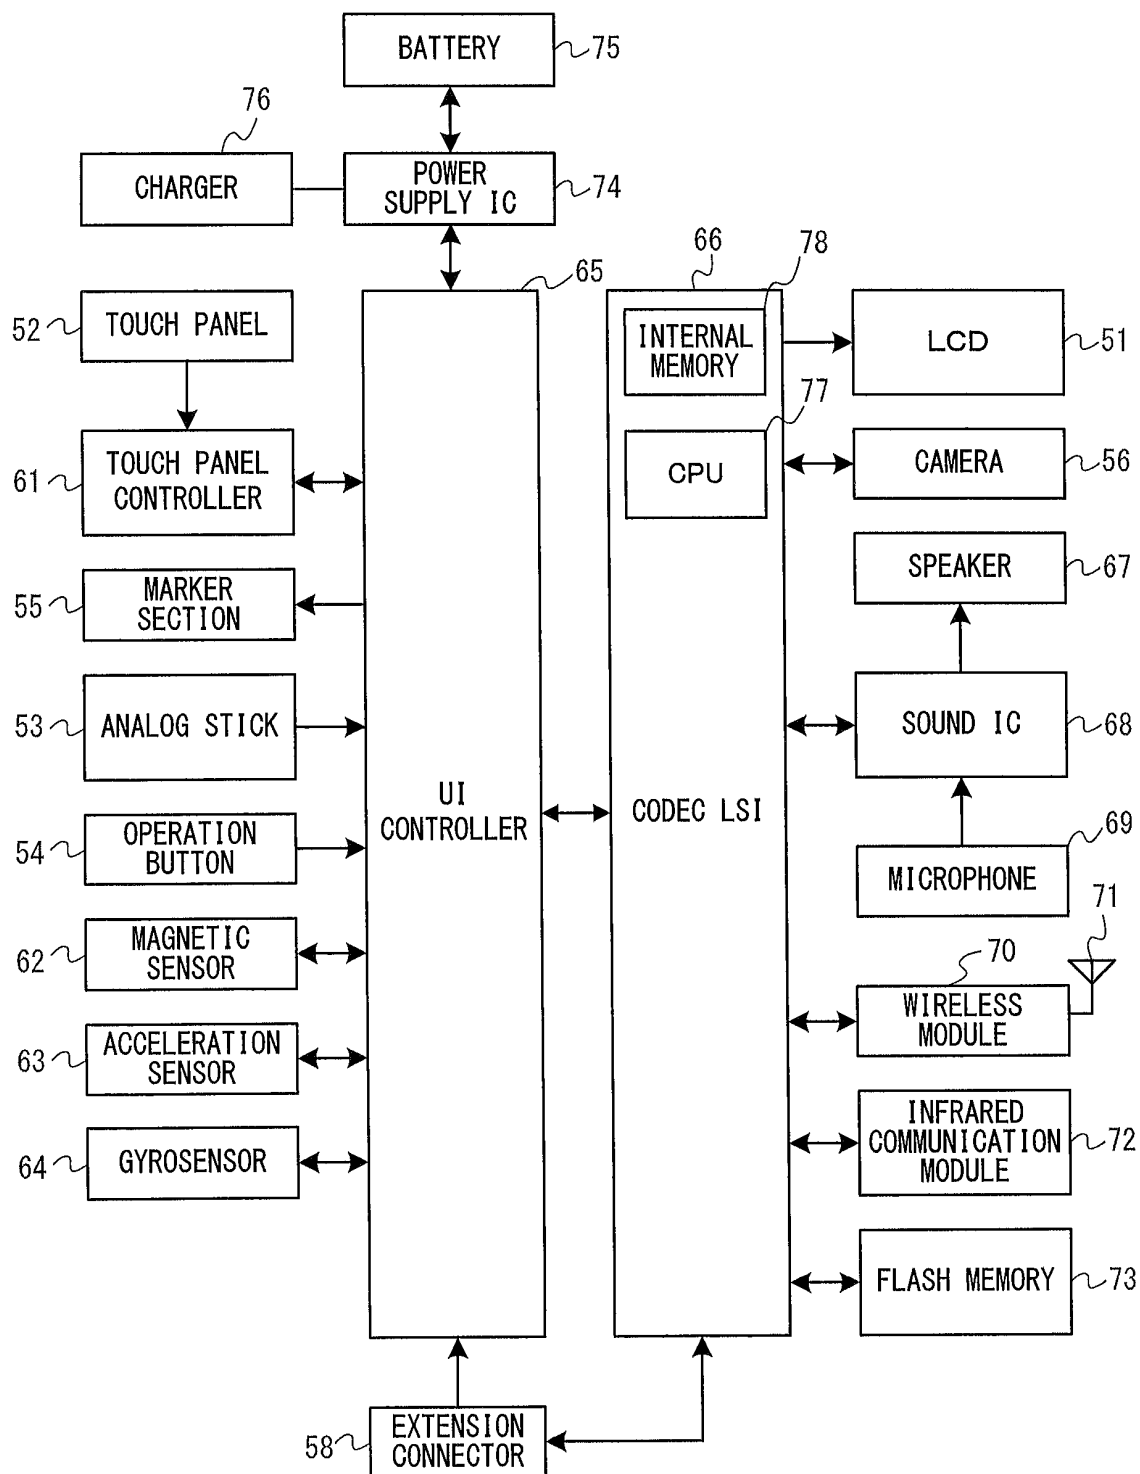 BATTERY
75
76
CHARGER
POWER
SUPPLY IC
74
65
66
78
52
TOUCH PANEL
INTERNAL
MEMORY
LCD
51
77
61
TOUCH PANEL
CONTROLLER
CPU
CAMERA
56
SPEAKER
67
55
MARKER
SECTION
53
ANALOG STICK
SOUND IC
68
UI
CONTROLLER
CODEC LSI
54
OPERATION
BUTTON
69
MICROPHONE
71
62
MAGNETIC
SENSOR
70
WIRELESS
MODULE
63
ACCELERATION
SENSOR
INFRARED
COMMUNICATION
MODULE
72
64
GYROSENSOR
FLASH MEMORY
73
58
EXTENSION
CONNECTOR